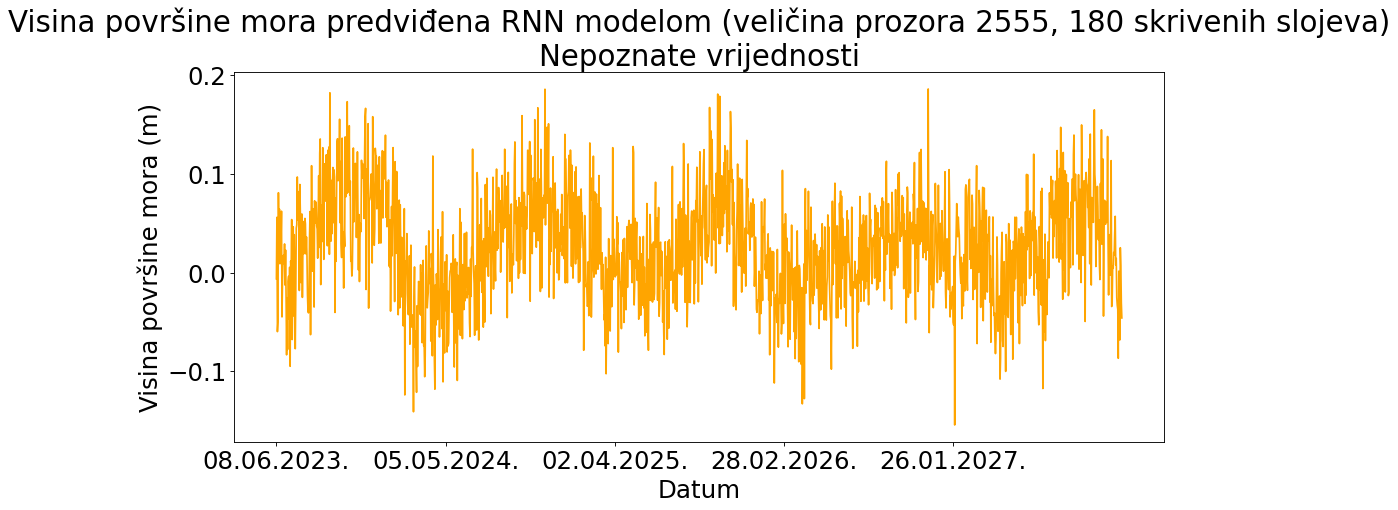 Visina površine mora predviđena RNN modelom (veličina prozora 2555, 180 skrivenih slojeva)
Nepoznate vrijednosti
Visina površine mora (m)
0.2
0.1
0.0
−0.1
08.06.2023. 05.05.2024. 02.04.2025. 28.02.2026. 26.01.2027.
Datum